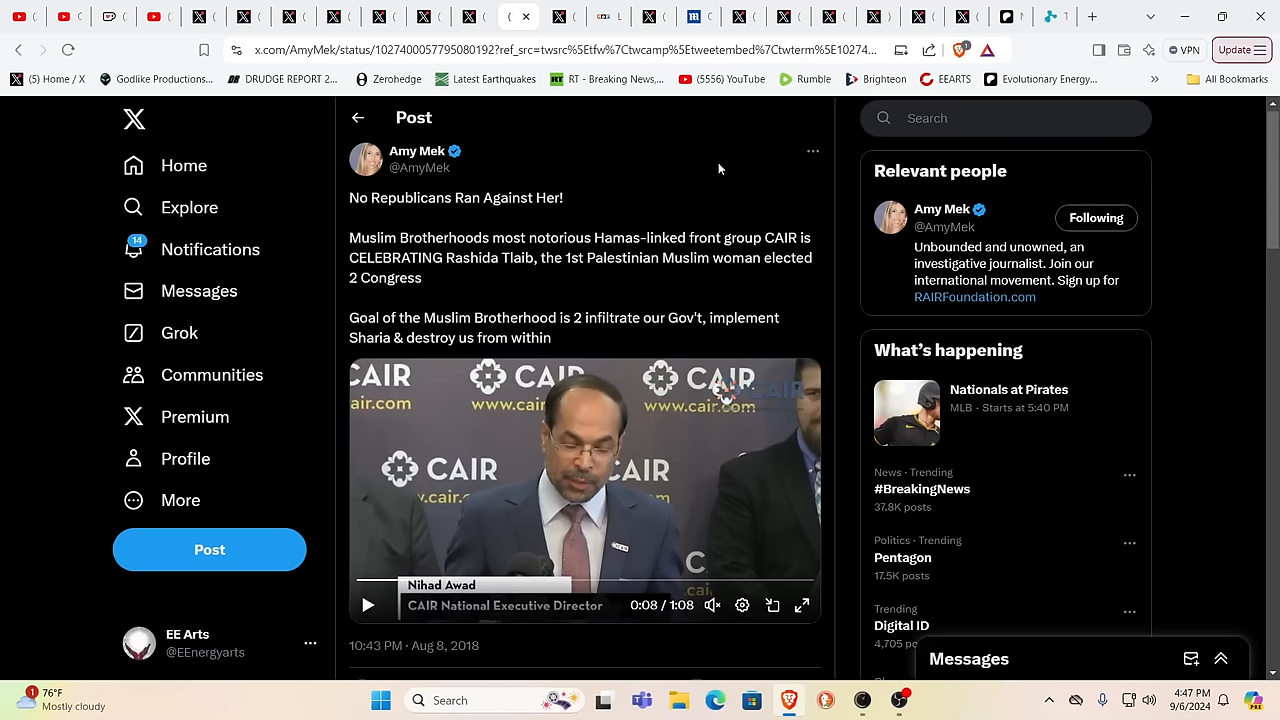 L
x.com/AmyMek/status/1027400057795080192?ref_src=twsrc%5Etfw%7Ctwcamp%5Etweetembed%7Ctwterm%5E10274...
1
VPN
Update
(5) Home / X
Godlike Productions...
DRUDGE REPORT 2...
Zerohedge
Latest Earthquakes
RT - Breaking News,...
(5556) YouTube
Rumble
Brighteon
EEARTS
Evolutionary Energy...
»
All Bookmarks
Post
Search
Amy Mek
@AmyMek
No Republicans Ran Against Her!
Muslim Brotherhoods most notorious Hamas-linked front group CAIR is
CELEBRATING Rashida Tlaib, the 1st Palestinian Muslim woman elected
2 Congress
Goal of the Muslim Brotherhood is 2 infiltrate our Gov't, implement
Sharia & destroy us from within
CAIR
air.com
CAIR
www.cair.com
CAIR
www.cair.com
CAIR
CAIR
CAIR
Nihad Awad
CAIR National Executive Director
0:08 / 1:08
10:43 PM · Aug 8, 2018
Home
Explore
14
Notifications
Messages
Grok
Communities
Premium
Profile
More
Post
EE Arts
@EEnergyarts
Relevant people
Amy Mek
@AmyMek
Following
Unbounded and unowned, an
investigative journalist. Join our
international movement. Sign up for
RAIRFoundation.com
What's happening
Nationals at Pirates
MLB · Starts at 5:40 PM
News · Trending
#BreakingNews
37.8K posts
Politics · Trending
Pentagon
17.5K posts
Trending
Digital ID
4,705 po
Messages
1
76°F
Mostly cloudy
Search
4:47 PM
9/6/2024
PRE